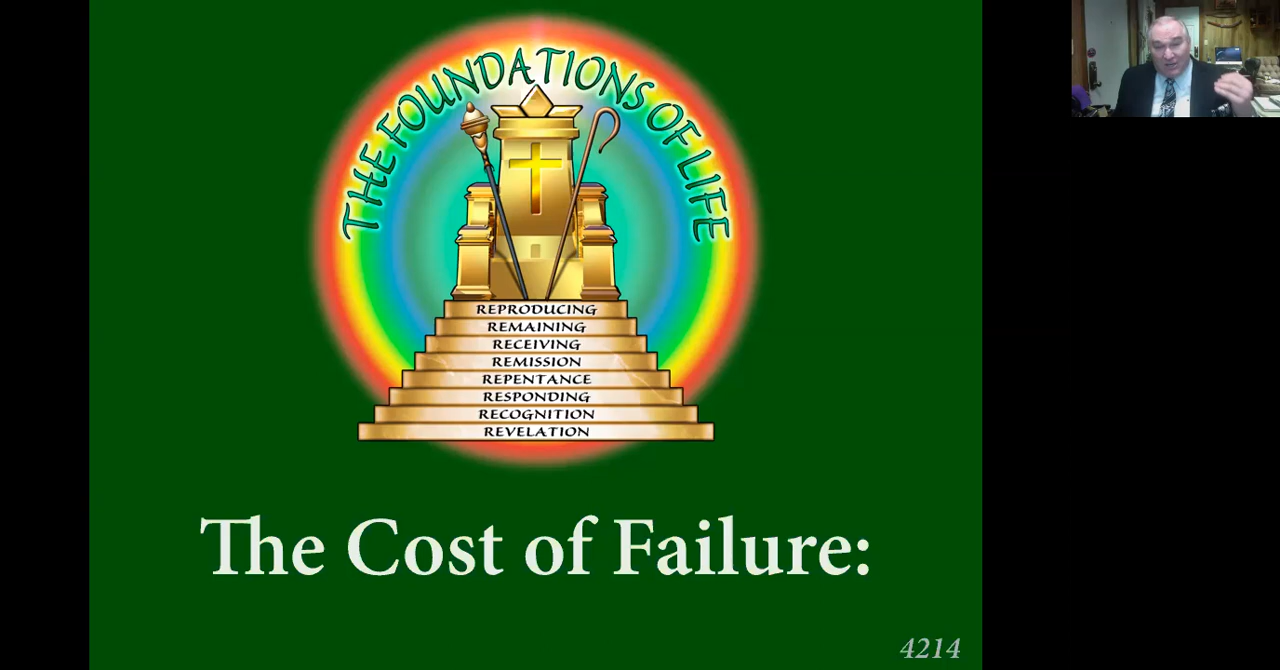 THE FOUNDATIONS OF LIFE
REPRODUCING
REMAINING
RECEIVING
REMISSION
REPENTANCE
RESPONDING
RECOGNITION
REVELATION
The Cost of Failure:
4214